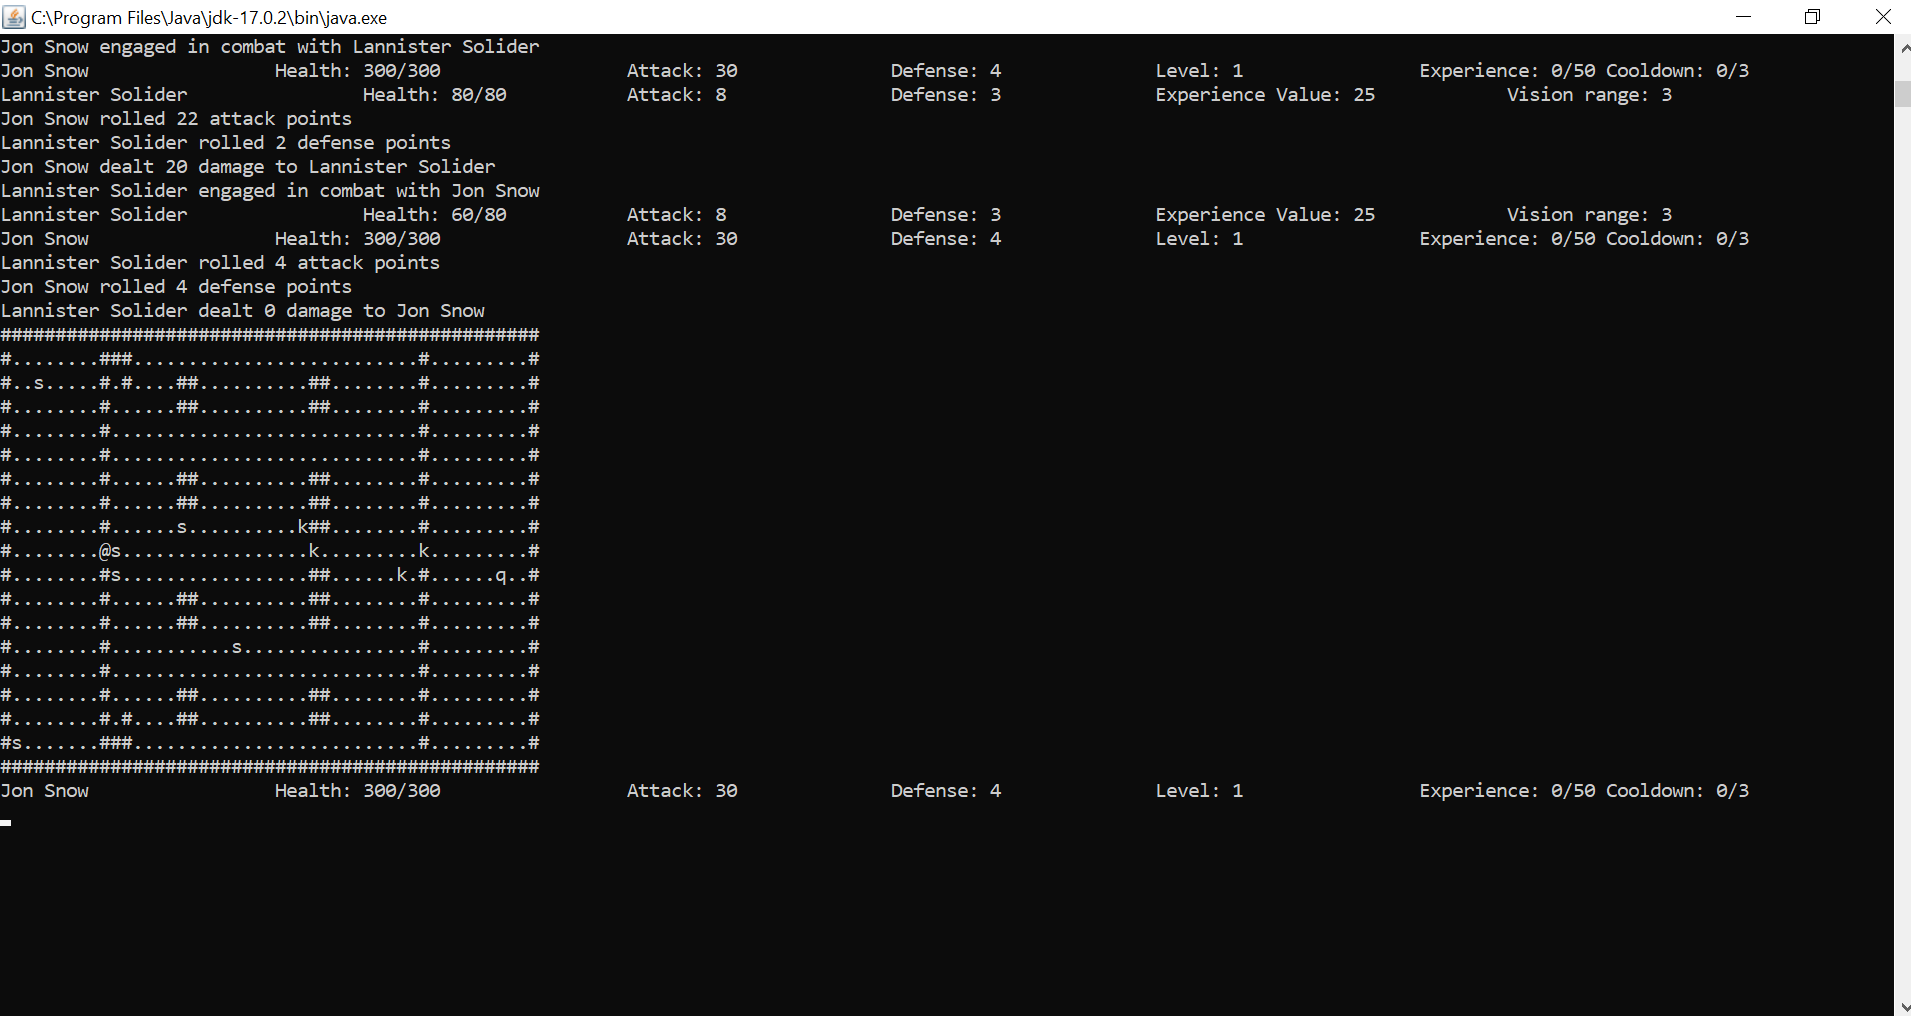 C:\Program Files\Java\jdk-17.0.2\bin\java.exe
Jon Snow engaged in combat with Lannister Solider
Jon Snow                 Health: 300/300                 Attack: 30              Defense: 4              Level: 1                Experience: 0/50 Cooldown: 0/3
Lannister Solider                Health: 80/80           Attack: 8               Defense: 3              Experience Value: 25            Vision range: 3
Jon Snow rolled 22 attack points
Lannister Solider rolled 2 defense points
Jon Snow dealt 20 damage to Lannister Solider
Lannister Solider engaged in combat with Jon Snow
Lannister Solider                Health: 60/80           Attack: 8               Defense: 3              Experience Value: 25            Vision range: 3
Jon Snow                 Health: 300/300                 Attack: 30              Defense: 4              Level: 1                Experience: 0/50 Cooldown: 0/3
Lannister Solider rolled 4 attack points
Jon Snow rolled 4 defense points
Lannister Solider dealt 0 damage to Jon Snow
#################################################
#........###..........................#.........#
#..s.....#.#....##..........##........#.........#
#........#......##..........##........#.........#
#........#............................#.........#
#........#............................#.........#
#........#......##..........##........#.........#
#........#......##..........##........#.........#
#........#......s..........k##........#.........#
#........@s.................k.........k.........#
#........#s.................##......k.#......q..#
#........#......##..........##........#.........#
#........#......##..........##........#.........#
#........#...........s................#.........#
#........#............................#.........#
#........#......##..........##........#.........#
#........#.#....##..........##........#.........#
#s.......###..........................#.........#
#################################################
Jon Snow                 Health: 300/300                 Attack: 30              Defense: 4              Level: 1                Experience: 0/50 Cooldown: 0/3